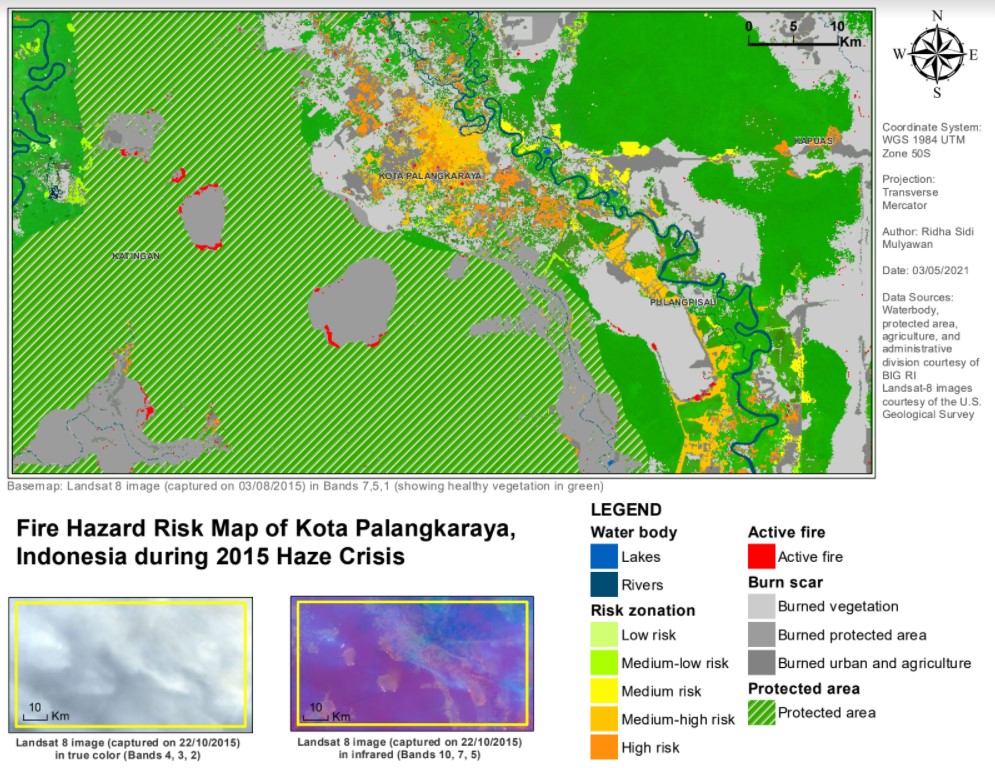 0 5 10
Km
N
W E
S
KAPUAS
KOTA PALANGKARAYA
KATINGAN
PULANGPISAU
Coordinate System:
WGS 1984 UTM
Zone 50S
Projection:
Transverse
Mercator
Author: Ridha Sidi
Mulyawan
Date: 03/05/2021
Data Sources:
Waterbody,
protected area,
agriculture, and
administrative
division courtesy of
BIG RI
Landsat-8 images
courtesy of the U.S.
Geological Survey
Basemap: Landsat 8 image (captured on 03/08/2015) in Bands 7,5,1 (showing healthy vegetation in green)
Fire Hazard Risk Map of Kota Palangkaraya,
Indonesia during 2015 Haze Crisis
10
Km
Landsat 8 image (captured on 22/10/2015)
in true color (Bands 4, 3, 2)
10
Km
Landsat 8 image (captured on 22/10/2015)
in infrared (Bands 10, 7, 5)
LEGEND
Water body
Lakes
Rivers
Risk zonation
Low risk
Medium-low risk
Medium risk
Medium-high risk
High risk
Active fire
Active fire
Burn scar
Burned vegetation
Burned protected area
Burned urban and agriculture
Protected area
Protected area